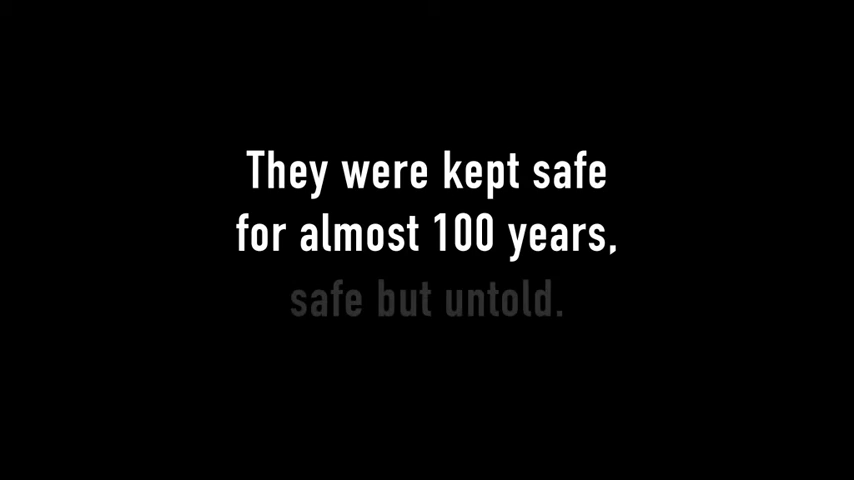 They were kept safe
for almost 100 years,
safe but untold.